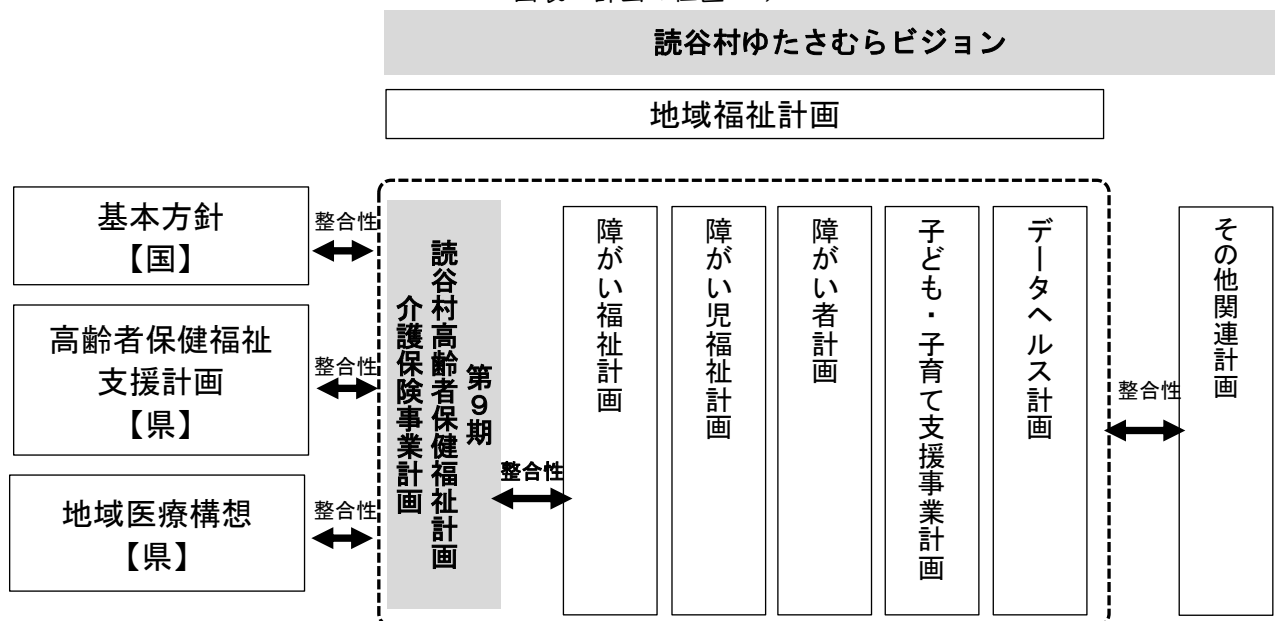 読谷村ゆたさむらビジョン
地域福祉計画
基本方針
【国】
整合性
高齢者保健福祉
支援計画
【県】
整合性
地域医療構想
【県】
整合性
第９期
読谷村高齢者保健福祉計画
介護保険事業計画
整合性
障がい福祉計画
障がい児福祉計画
障がい者計画
子ども・子育て支援事業計画
データヘルス計画
整合性
その他関連計画